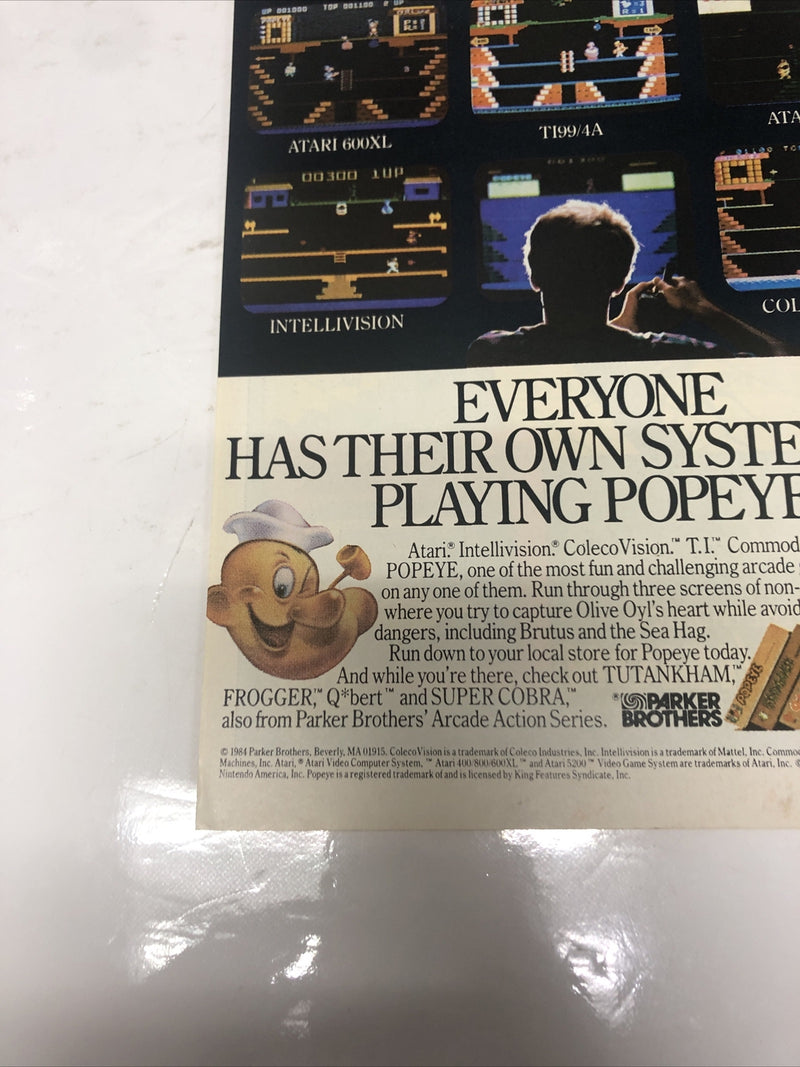 UP 001000 TOP 001100 2 UP
ATARI 600XL
TI99/4A
ATA
00300 1UP
POPEYE
INTELLIVISION
COL
EVERYONE
HAS THEIR OWN SYSTE
PLAYING POPEYE
Atari.® Intellivision.® ColecoVision.™ T.I.™ Commod
POPEYE, one of the most fun and challenging arcade
on any one of them. Run through three screens of non-
where you try to capture Olive Oyl's heart while avoid
dangers, including Brutus and the Sea Hag.
Run down to your local store for Popeye today.
And while you're there, check out TUTANKHAM,™
FROGGER,™ Q*bert™ and SUPER COBRA,™
also from Parker Brothers' Arcade Action Series.
PARKER
BROTHERS
POPEYE
© 1984 Parker Brothers, Beverly, MA 01915. ColecoVision is a trademark of Coleco Industries, Inc. Intellivision is a trademark of Mattel, Inc. Commo
Machines, Inc. Atari,® Atari Video Computer System,™ Atari 400/800/600XL™ and Atari 5200™ Video Game System are trademarks of Atari, Inc. ©
Nintendo America, Inc. Popeye is a registered trademark of and is licensed by King Features Syndicate, Inc.